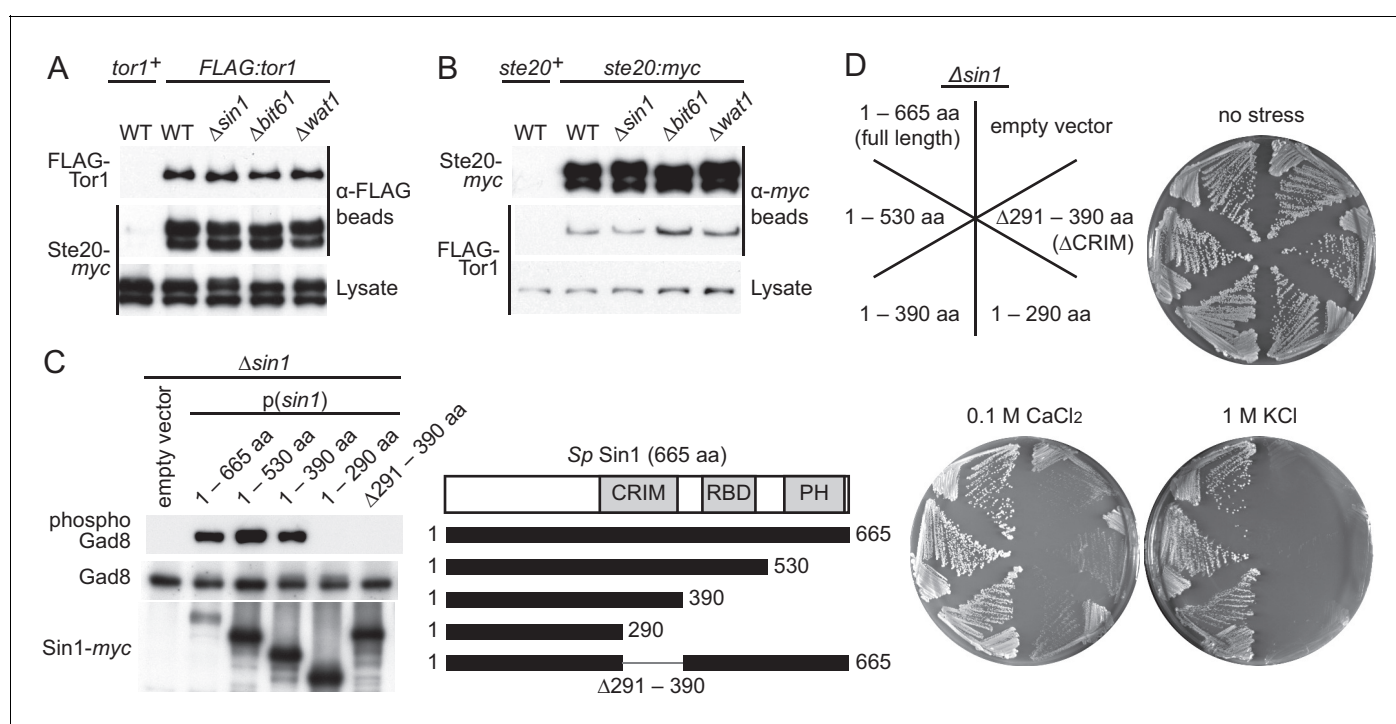 A
tor1+
FLAG:tor1
WT
WT
Δsin1
Δbit61
Δwat1
FLAG-
Tor1
α-FLAG
beads
Ste20-
myc
Lysate
B
ste20+
ste20:myc
WT
WT
Δsin1
Δbit61
Δwat1
Ste20-
myc
α-myc
beads
FLAG-
Tor1
Lysate
D
Δsin1
1 – 665 aa
(full length)
empty vector
1 – 530 aa
Δ291 – 390 aa
(ΔCRIM)
1 – 390 aa
1 – 290 aa
no stress
0.1 M CaCl2
1 M KCl
C
Δsin1
p(sin1)
empty vector
1 – 665 aa
1 – 530 aa
1 – 390 aa
1 – 290 aa
Δ291 – 390 aa
phospho
Gad8
Gad8
Sin1-myc
Sp Sin1 (665 aa)
CRIM
RBD
PH
1
665
1
530
1
390
1
290
1
665
Δ291 – 390